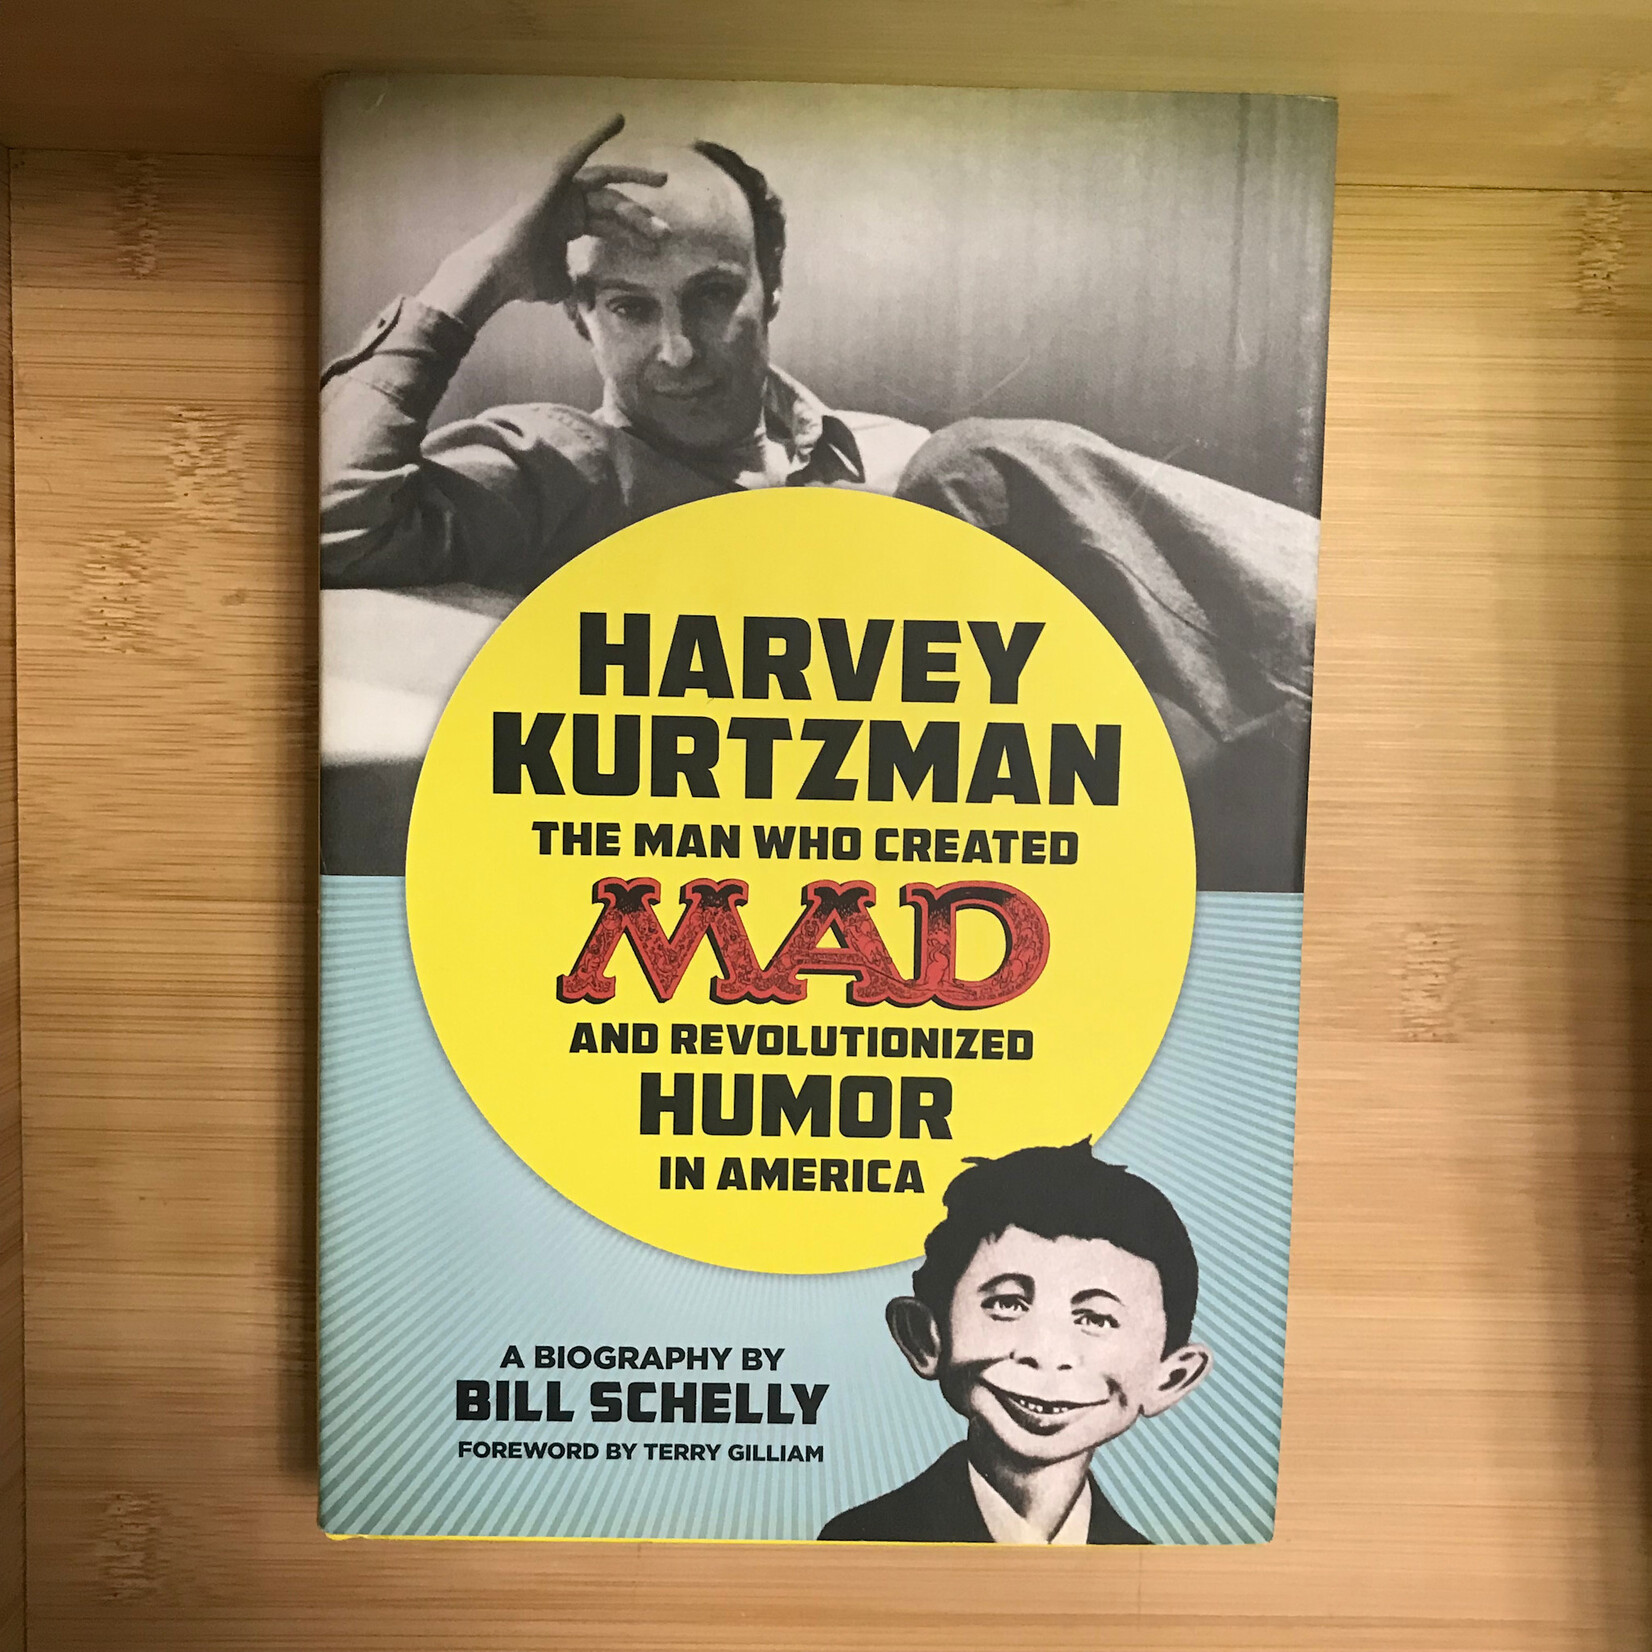 HARVEY
KURTZMAN
THE MAN WHO CREATED
MAD
AND REVOLUTIONIZED
HUMOR
IN AMERICA
A BIOGRAPHY BY
BILL SCHELLY
FOREWORD BY TERRY GILLIAM